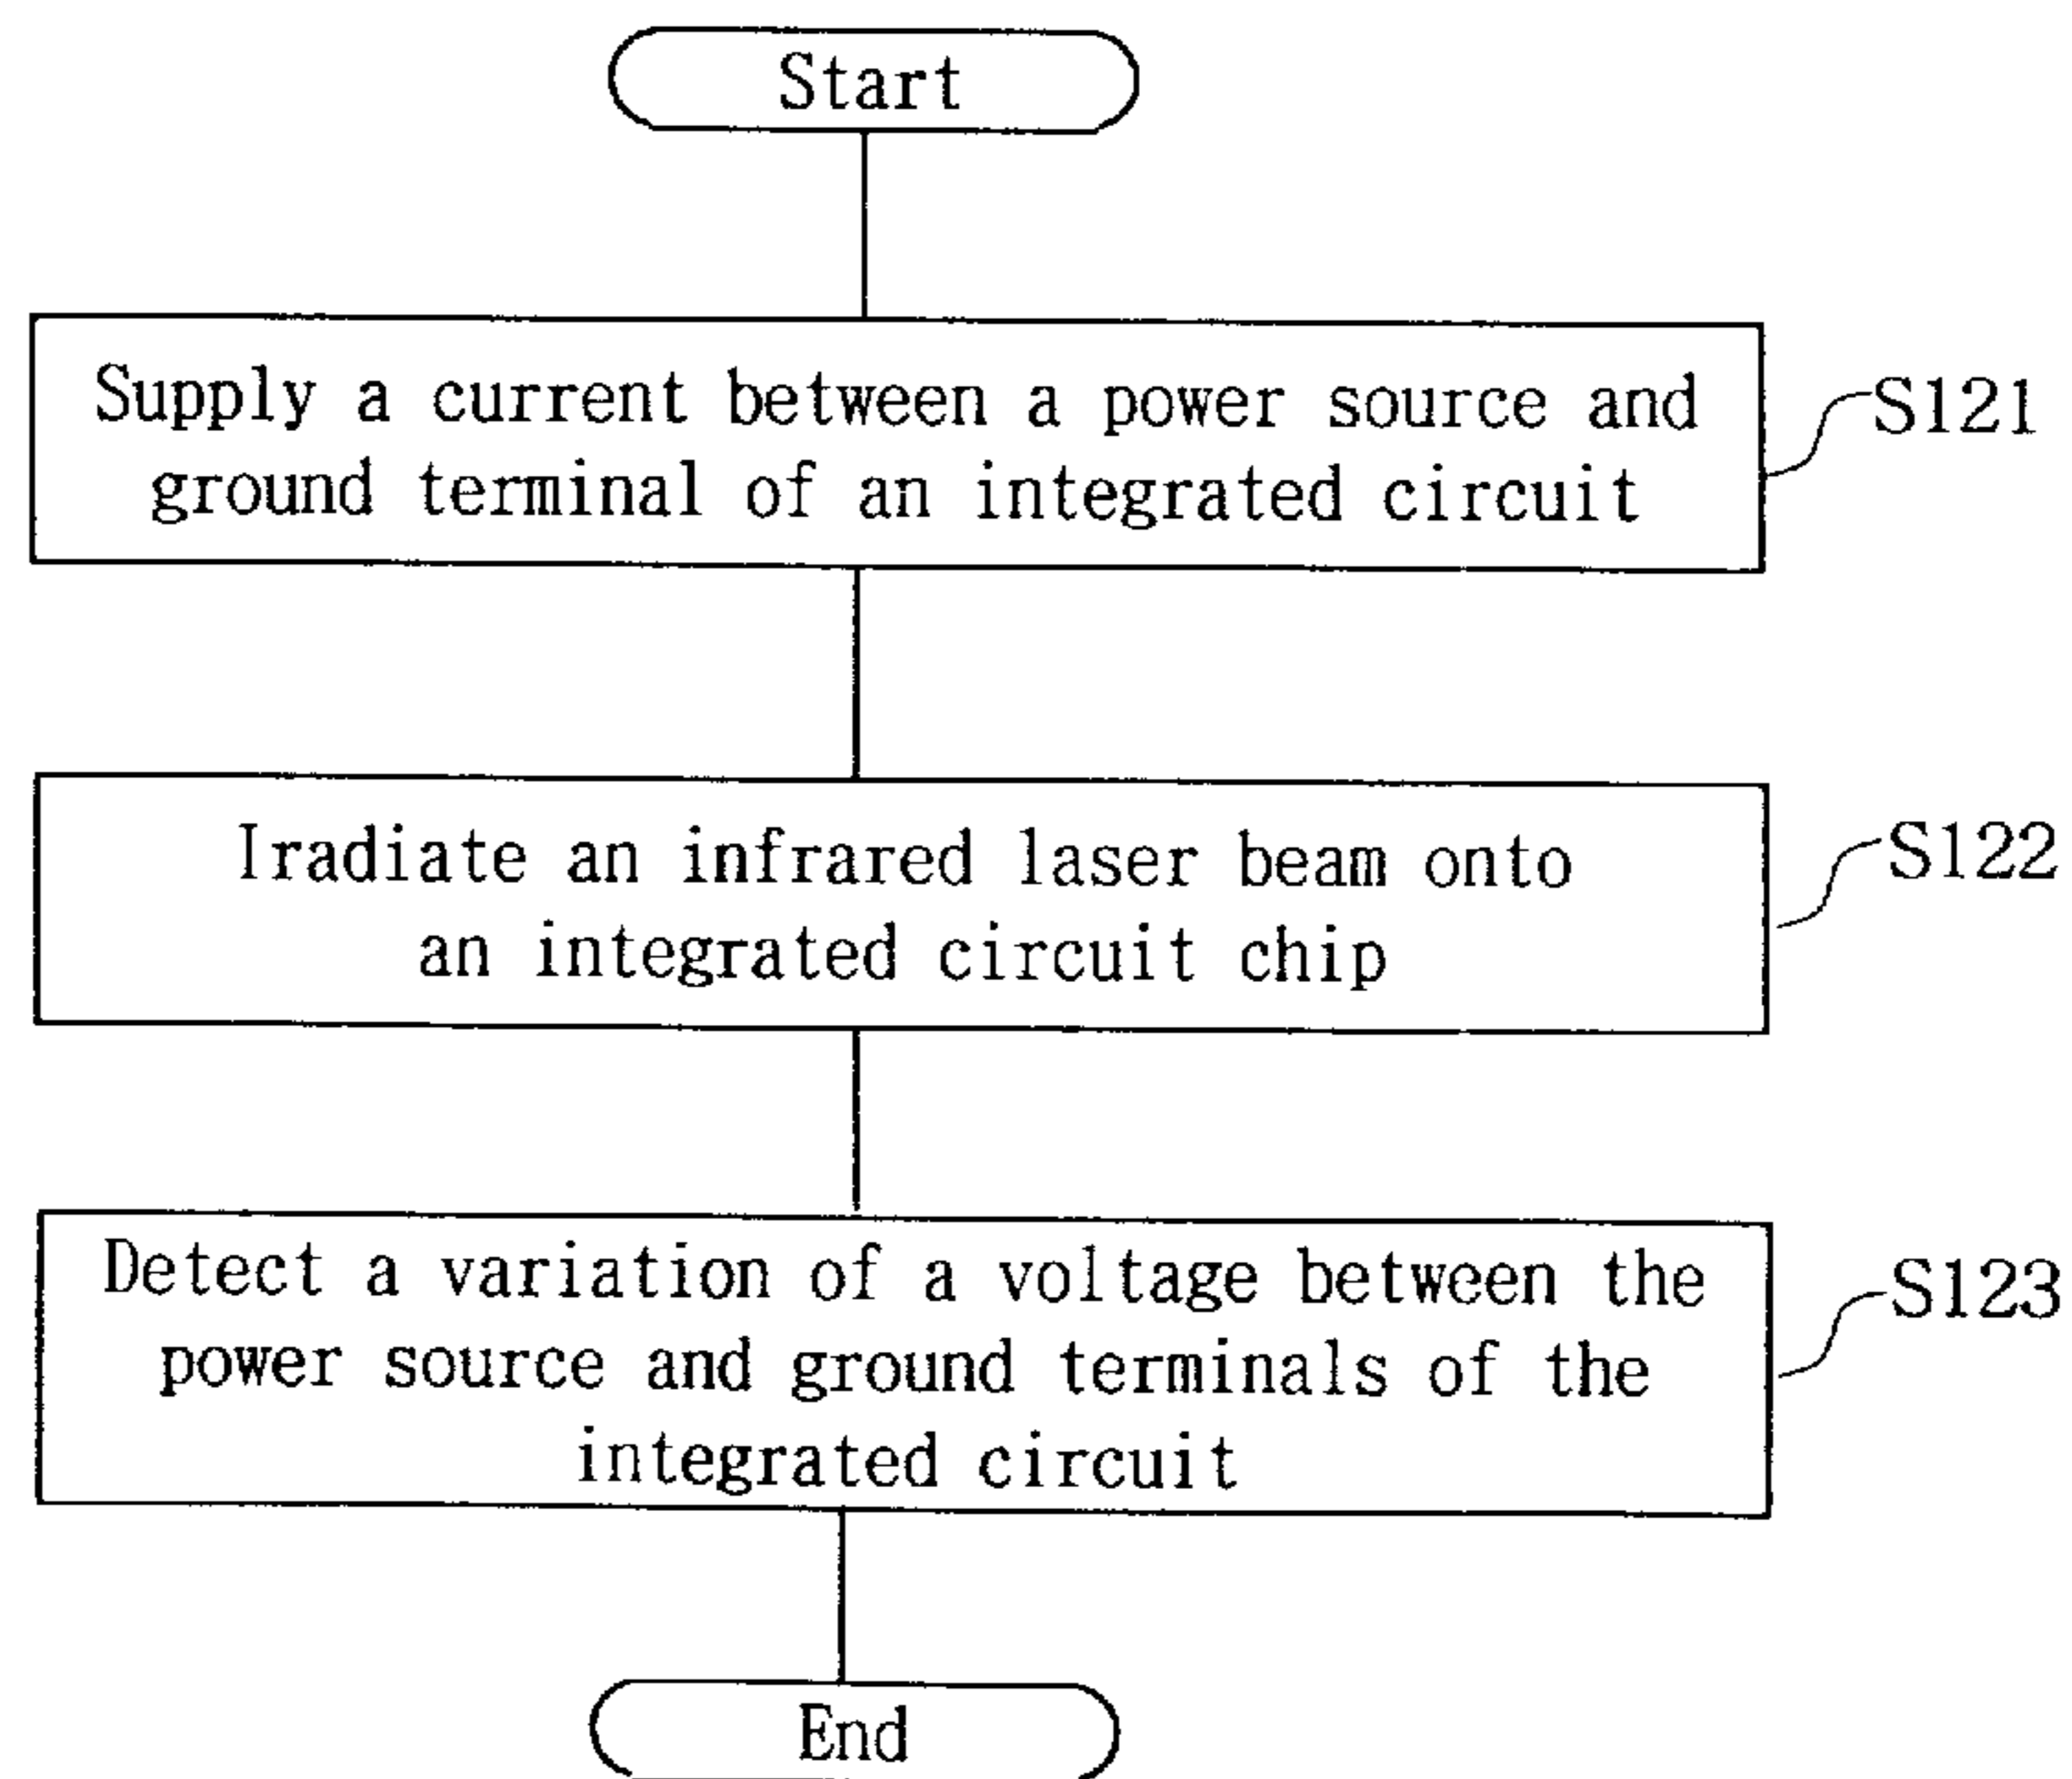 Start
Supply a current between a power source and
ground terminal of an integrated circuit
S121
Iradiate an infrared laser beam onto
an integrated circuit chip
S122
Detect a variation of a voltage between the
power source and ground terminals of the
integrated circuit
S123
End